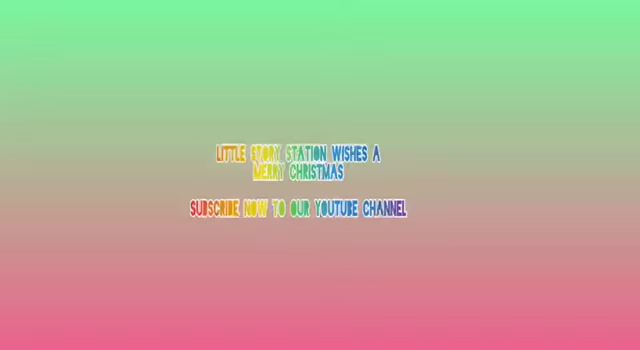 LITTLE STORY STATION WISHES A
MERRY CHRISTMAS
SUBSCRIBE NOW TO OUR YOUTUBE CHANNEL